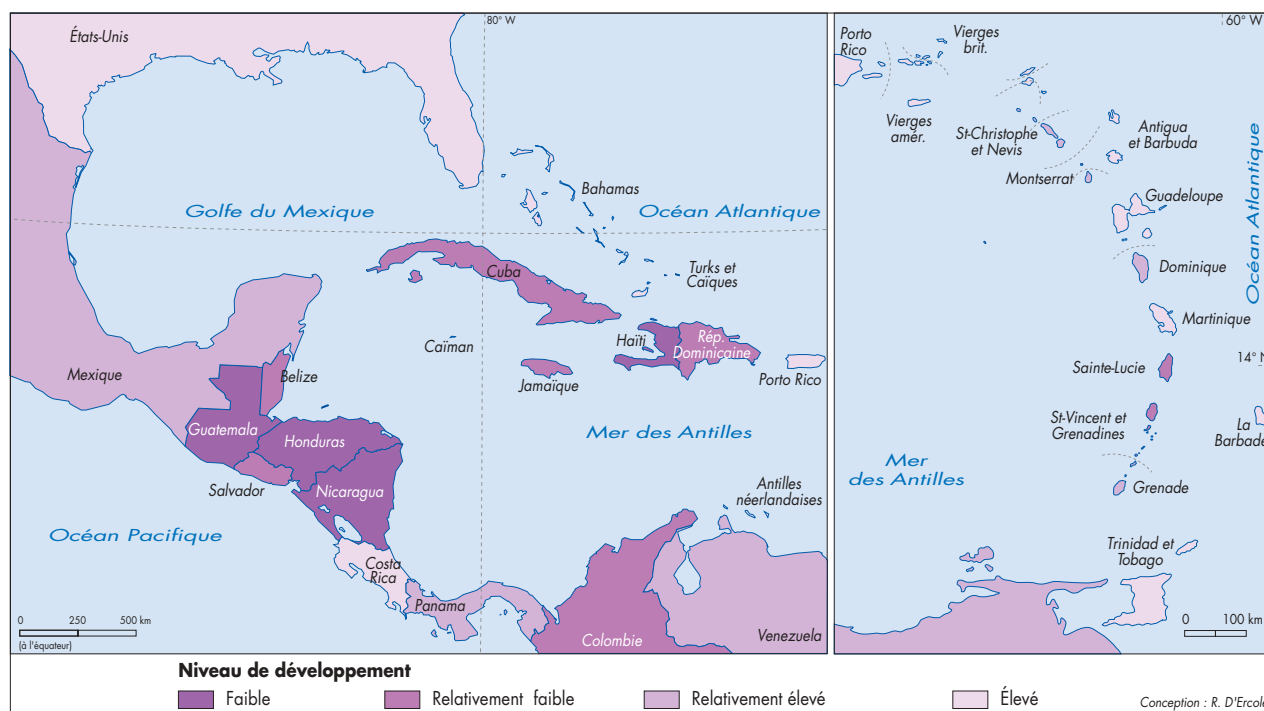 80° W
États-Unis
Golfe du Mexique
Bahamas
Océan Atlantique
Cuba
Turks et
Caïques
Caïman
Haïti
Rép.
Dominicaine
Jamaïque
Porto Rico
Mexique
Belize
Guatemala
Honduras
Mer des Antilles
Salvador
Nicaragua
Antilles
néerlandaises
Océan Pacifique
Costa
Rica
Panama
Colombie
Venezuela
0 250 500 km
(à l'équateur)
60° W
Porto
Rico
Vierges
brit.
Vierges
amér.
St-Christophe
et Nevis
Antigua
et Barbuda
Montserrat
Guadeloupe
Océan Atlantique
Dominique
Martinique
14° N
Sainte-Lucie
St-Vincent et
Grenadines
La
Barbade
Mer
des Antilles
Grenade
Trinidad et
Tobago
0 100 km
Niveau de développement
Faible
Relativement faible
Relativement élevé
Élevé
Conception : R. D'Ercole